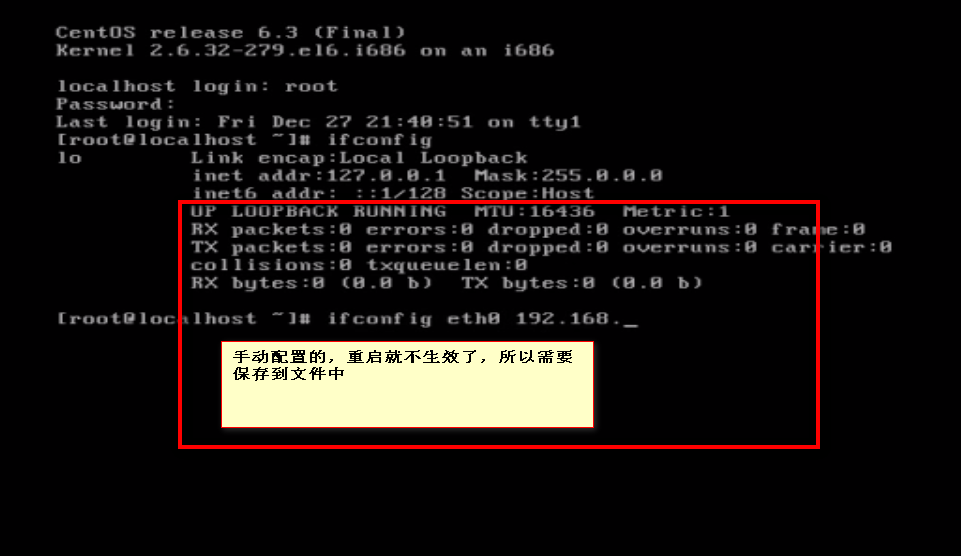 CentOS release 6.3 (Final)
Kernel 2.6.32-279.el6.i686 on an i686
localhost login: root
Password:
Last login: Fri Dec 27 21:40:51 on tty1
[root@localhost ~]# ifconfig
lo        Link encap:Local Loopback
inet addr:127.0.0.1  Mask:255.0.0.0
inet6 addr: ::1/128 Scope:Host
UP LOOPBACK RUNNING  MTU:16436  Metric:1
RX packets:0 errors:0 dropped:0 overruns:0 frame:0
TX packets:0 errors:0 dropped:0 overruns:0 carrier:0
collisions:0 txqueuelen:0
RX bytes:0 (0.0 b)  TX bytes:0 (0.0 b)
[root@localhost ~]# ifconfig eth0 192.168._
手动配置的，重启就不生效了，所以需要
保存到文件中